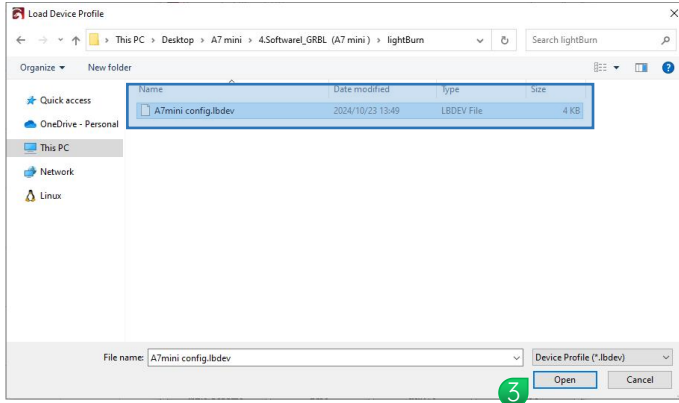 Load Device Profile
This PC > Desktop > A7 mini > 4.Softwarel_GRBL (A7 mini ) > lightBurn
Search lightBurn
Organize
New folder
Name
Date modified
Type
Size
Quick access
A7mini config.lbdev
2024/10/23 13:49
LBDEV File
4 KB
OneDrive - Personal
This PC
Network
Linux
File name:
A7mini config.lbdev
Device Profile (*.lbdev)
3
Open
Cancel